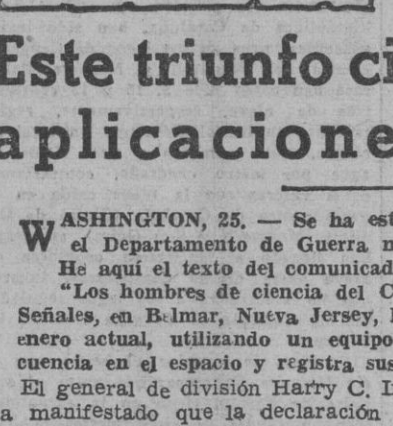 Este triunfo
aplicacione
WASHINGTON, 25. — Se ha
el Departamento de Guerra
He aquí el texto del comunicad
"Los hombres de ciencia del
Señales, en Belmar, Nueva Jersey,
enero actual, utilizando un equipo
cuencia en el espacio y registra sus
El general de división Harry C.
a manifestado que la declaración